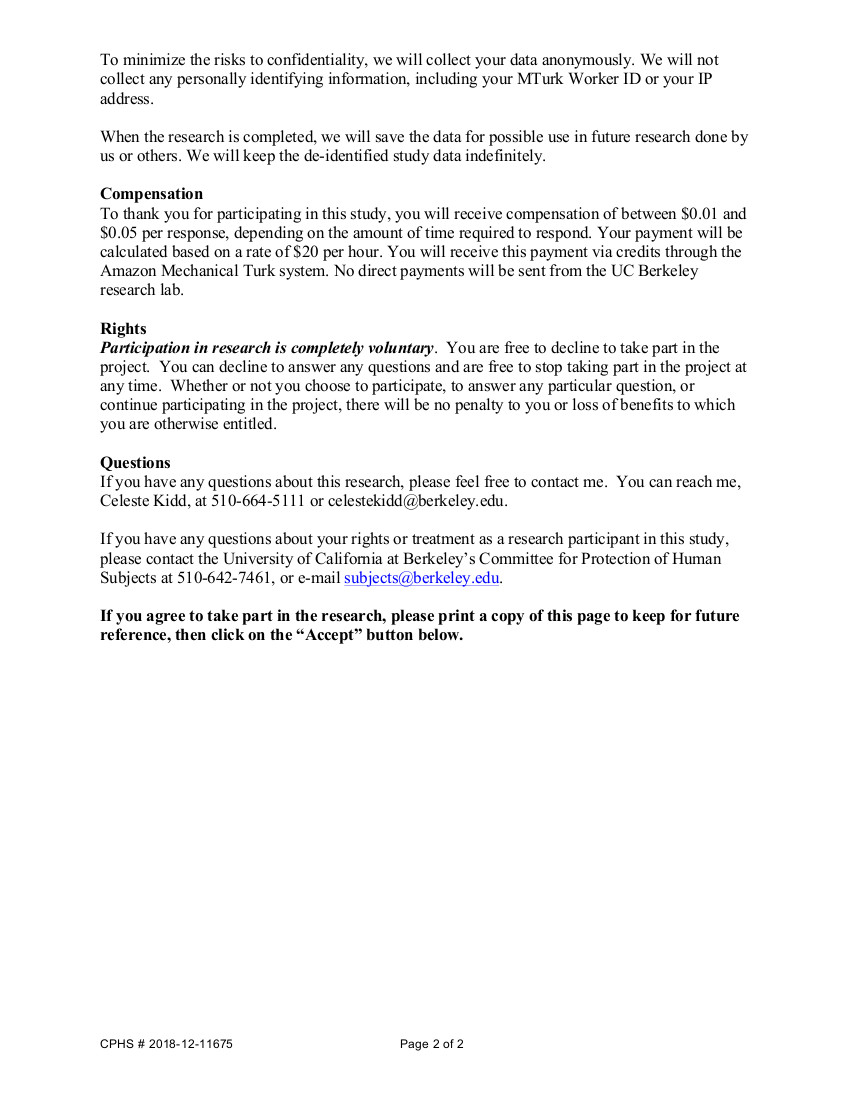 To minimize the risks to confidentiality, we will collect your data anonymously. We will not
collect any personally identifying information, including your MTurk Worker ID or your IP
address.
When the research is completed, we will save the data for possible use in future research done by
us or others. We will keep the de-identified study data indefinitely.
Compensation
To thank you for participating in this study, you will receive compensation of between $0.01 and
$0.05 per response, depending on the amount of time required to respond. Your payment will be
calculated based on a rate of $20 per hour. You will receive this payment via credits through the
Amazon Mechanical Turk system. No direct payments will be sent from the UC Berkeley
research lab.
Rights
Participation in research is completely voluntary.  You are free to decline to take part in the
project.  You can decline to answer any questions and are free to stop taking part in the project at
any time.  Whether or not you choose to participate, to answer any particular question, or
continue participating in the project, there will be no penalty to you or loss of benefits to which
you are otherwise entitled.
Questions
If you have any questions about this research, please feel free to contact me.  You can reach me,
Celeste Kidd, at 510-664-5111 or celestekidd@berkeley.edu.
If you have any questions about your rights or treatment as a research participant in this study,
please contact the University of California at Berkeley’s Committee for Protection of Human
Subjects at 510-642-7461, or e-mail subjects@berkeley.edu.
If you agree to take part in the research, please print a copy of this page to keep for future
reference, then click on the “Accept” button below.
CPHS # 2018-12-11675 Page 2 of 2